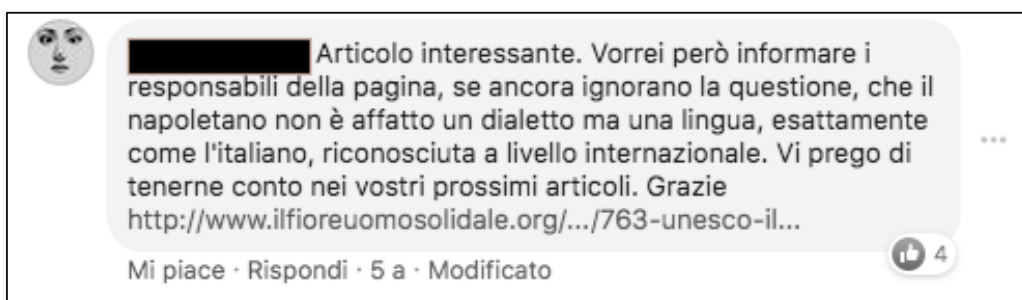 Articolo interessante. Vorrei però informare i
responsabili della pagina, se ancora ignorano la questione, che il
napoletano non è affatto un dialetto ma una lingua, esattamente
come l'italiano, riconosciuta a livello internazionale. Vi prego di
tenerne conto nei vostri prossimi articoli. Grazie
http://www.ilfioreuomosolidale.org/.../763-unesco-il...
4
Mi piace · Rispondi · 5 a · Modificato